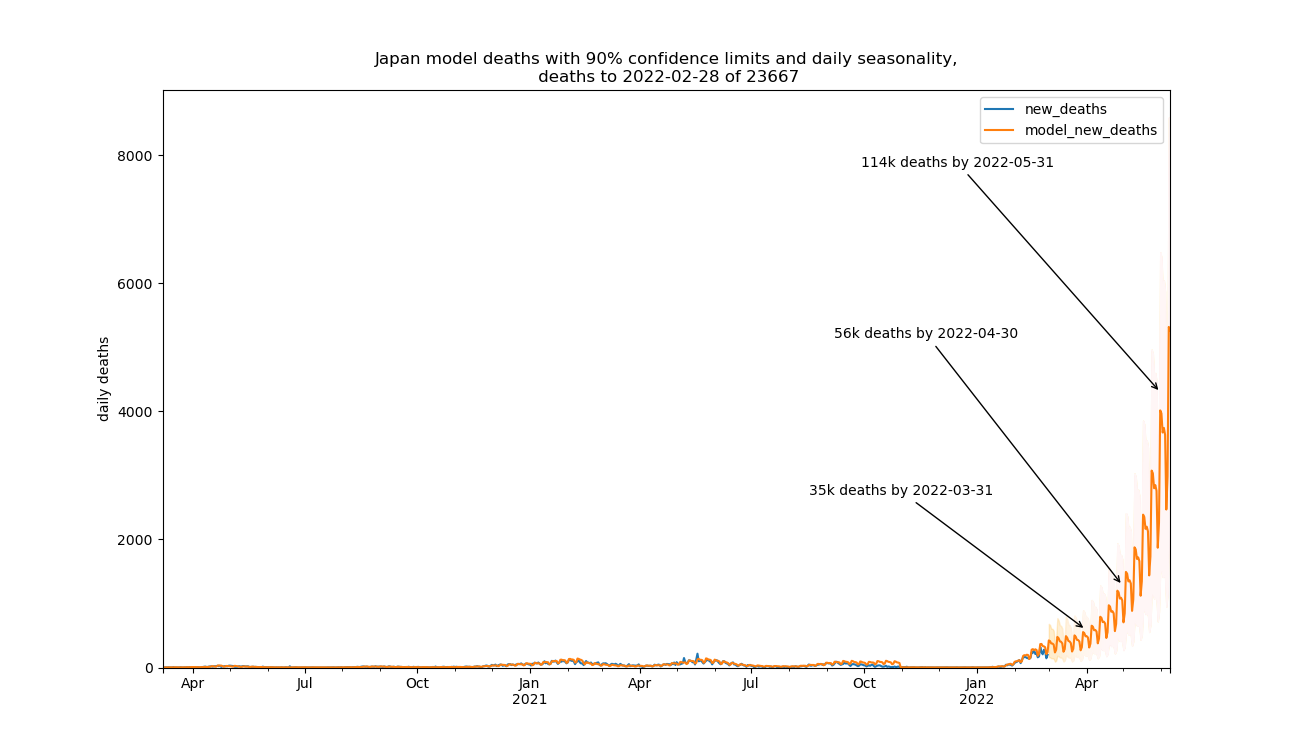 Japan model deaths with 90% confidence limits and daily seasonality,
deaths to 2022-02-28 of 23667
new_deaths
model_new_deaths
8000
114k deaths by 2022-05-31
6000
56k deaths by 2022-04-30
daily deaths
4000
35k deaths by 2022-03-31
2000
0
Apr Jul Oct Jan Apr Jul Oct Jan Apr
2021 2022